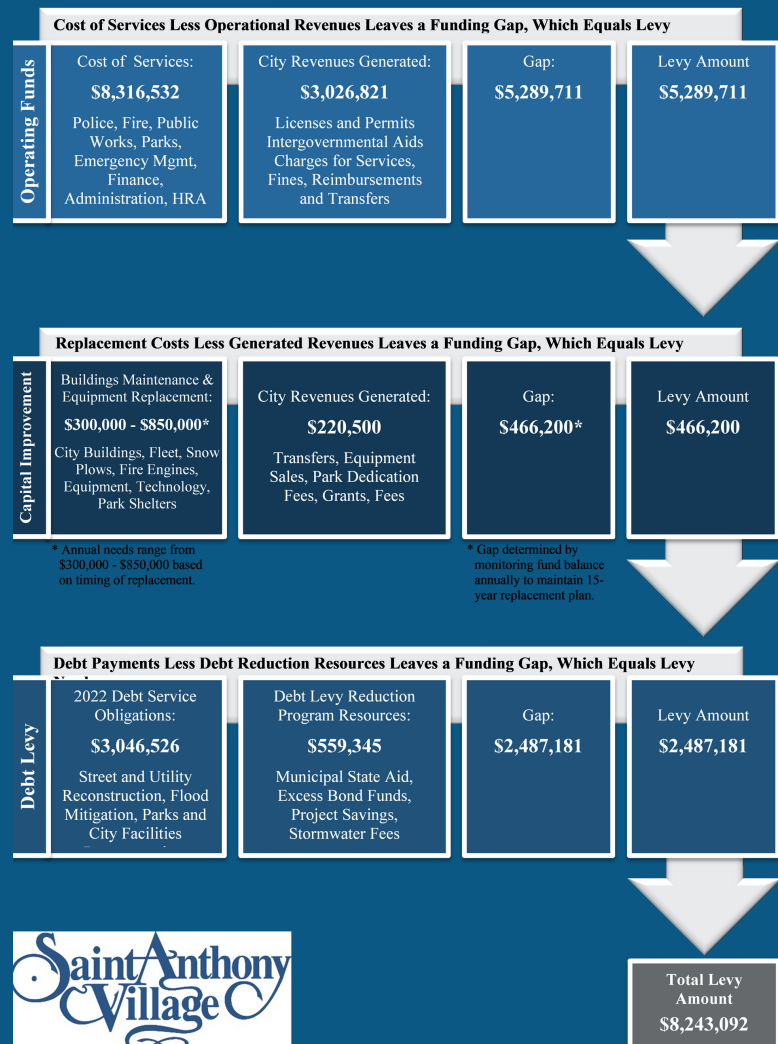 Cost of Services Less Operational Revenues Leaves a Funding Gap, Which Equals Levy
Operating Funds
Cost of Services:
$8,316,532
Police, Fire, Public
Works, Parks,
Emergency Mgmt,
Finance,
Administration, HRA
City Revenues Generated:
$3,026,821
Licenses and Permits
Intergovernmental Aids
Charges for Services,
Fines, Reimbursements
and Transfers
Gap:
$5,289,711
Levy Amount
$5,289,711
Replacement Costs Less Generated Revenues Leaves a Funding Gap, Which Equals Levy
Capital Improvement
Buildings Maintenance &
Equipment Replacement:
$300,000 - $850,000*
City Buildings, Fleet, Snow
Plows, Fire Engines,
Equipment, Technology,
Park Shelters
City Revenues Generated:
$220,500
Transfers, Equipment
Sales, Park Dedication
Fees, Grants, Fees
Gap:
$466,200*
Levy Amount
$466,200
* Annual needs range from
$300,000 - $850,000 based
on timing of replacement.
* Gap determined by
monitoring fund balance
annually to maintain 15-
year replacement plan.
Debt Payments Less Debt Reduction Resources Leaves a Funding Gap, Which Equals Levy
Debt Levy
2022 Debt Service
Obligations:
$3,046,526
Street and Utility
Reconstruction, Flood
Mitigation, Parks and
City Facilities
Debt Levy Reduction
Program Resources:
$559,345
Municipal State Aid,
Excess Bond Funds,
Project Savings,
Stormwater Fees
Gap:
$2,487,181
Levy Amount
$2,487,181
Saint Anthony
Village
Total Levy
Amount
$8,243,092